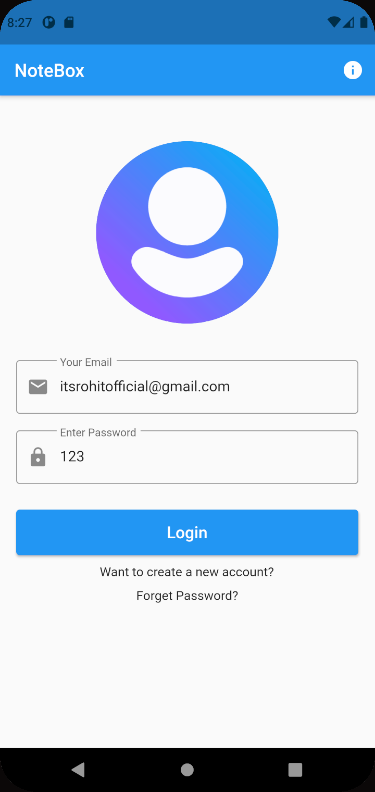 8:27
NoteBox
Your Email
itsrohitofficial@gmail.com
Enter Password
123
Login
Want to create a new account?
Forget Password?